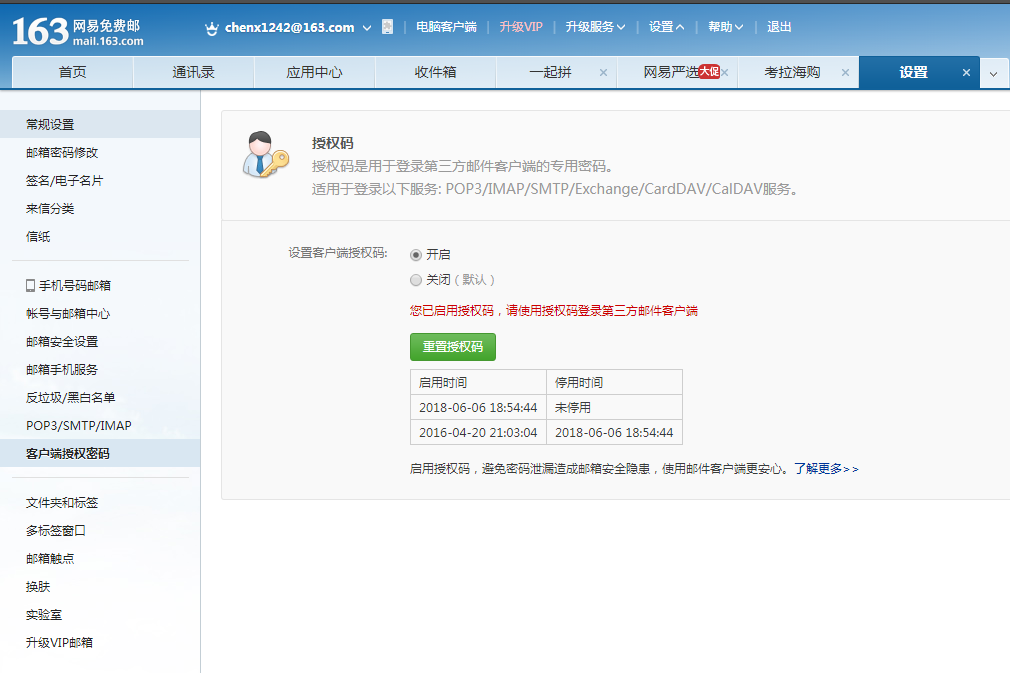 163 网易免费邮 mail.163.com
chenx1242@163.com 电脑客户端 升级VIP 升级服务 设置 帮助 退出
首页 通讯录 应用中心 收件箱 一起拼 × 网易严选 大促 × 考拉海购 × 设置 ×
常规设置
邮箱密码修改
签名/电子名片
来信分类
信纸
手机号码邮箱
帐号与邮箱中心
邮箱安全设置
邮箱手机服务
反垃圾/黑白名单
POP3/SMTP/IMAP
客户端授权密码
文件夹和标签
多标签窗口
邮箱触点
换肤
实验室
升级VIP邮箱
授权码
授权码是用于登录第三方邮件客户端的专用密码。
适用于登录以下服务: POP3/IMAP/SMTP/Exchange/CardDAV/CalDAV服务。
设置客户端授权码: 开启
关闭（默认）
您已启用授权码，请使用授权码登录第三方邮件客户端
重置授权码
启用时间 停用时间
2018-06-06 18:54:44 未停用
2016-04-20 21:03:04 2018-06-06 18:54:44
启用授权码，避免密码泄漏造成邮箱安全隐患，使用邮件客户端更安心。了解更多>>